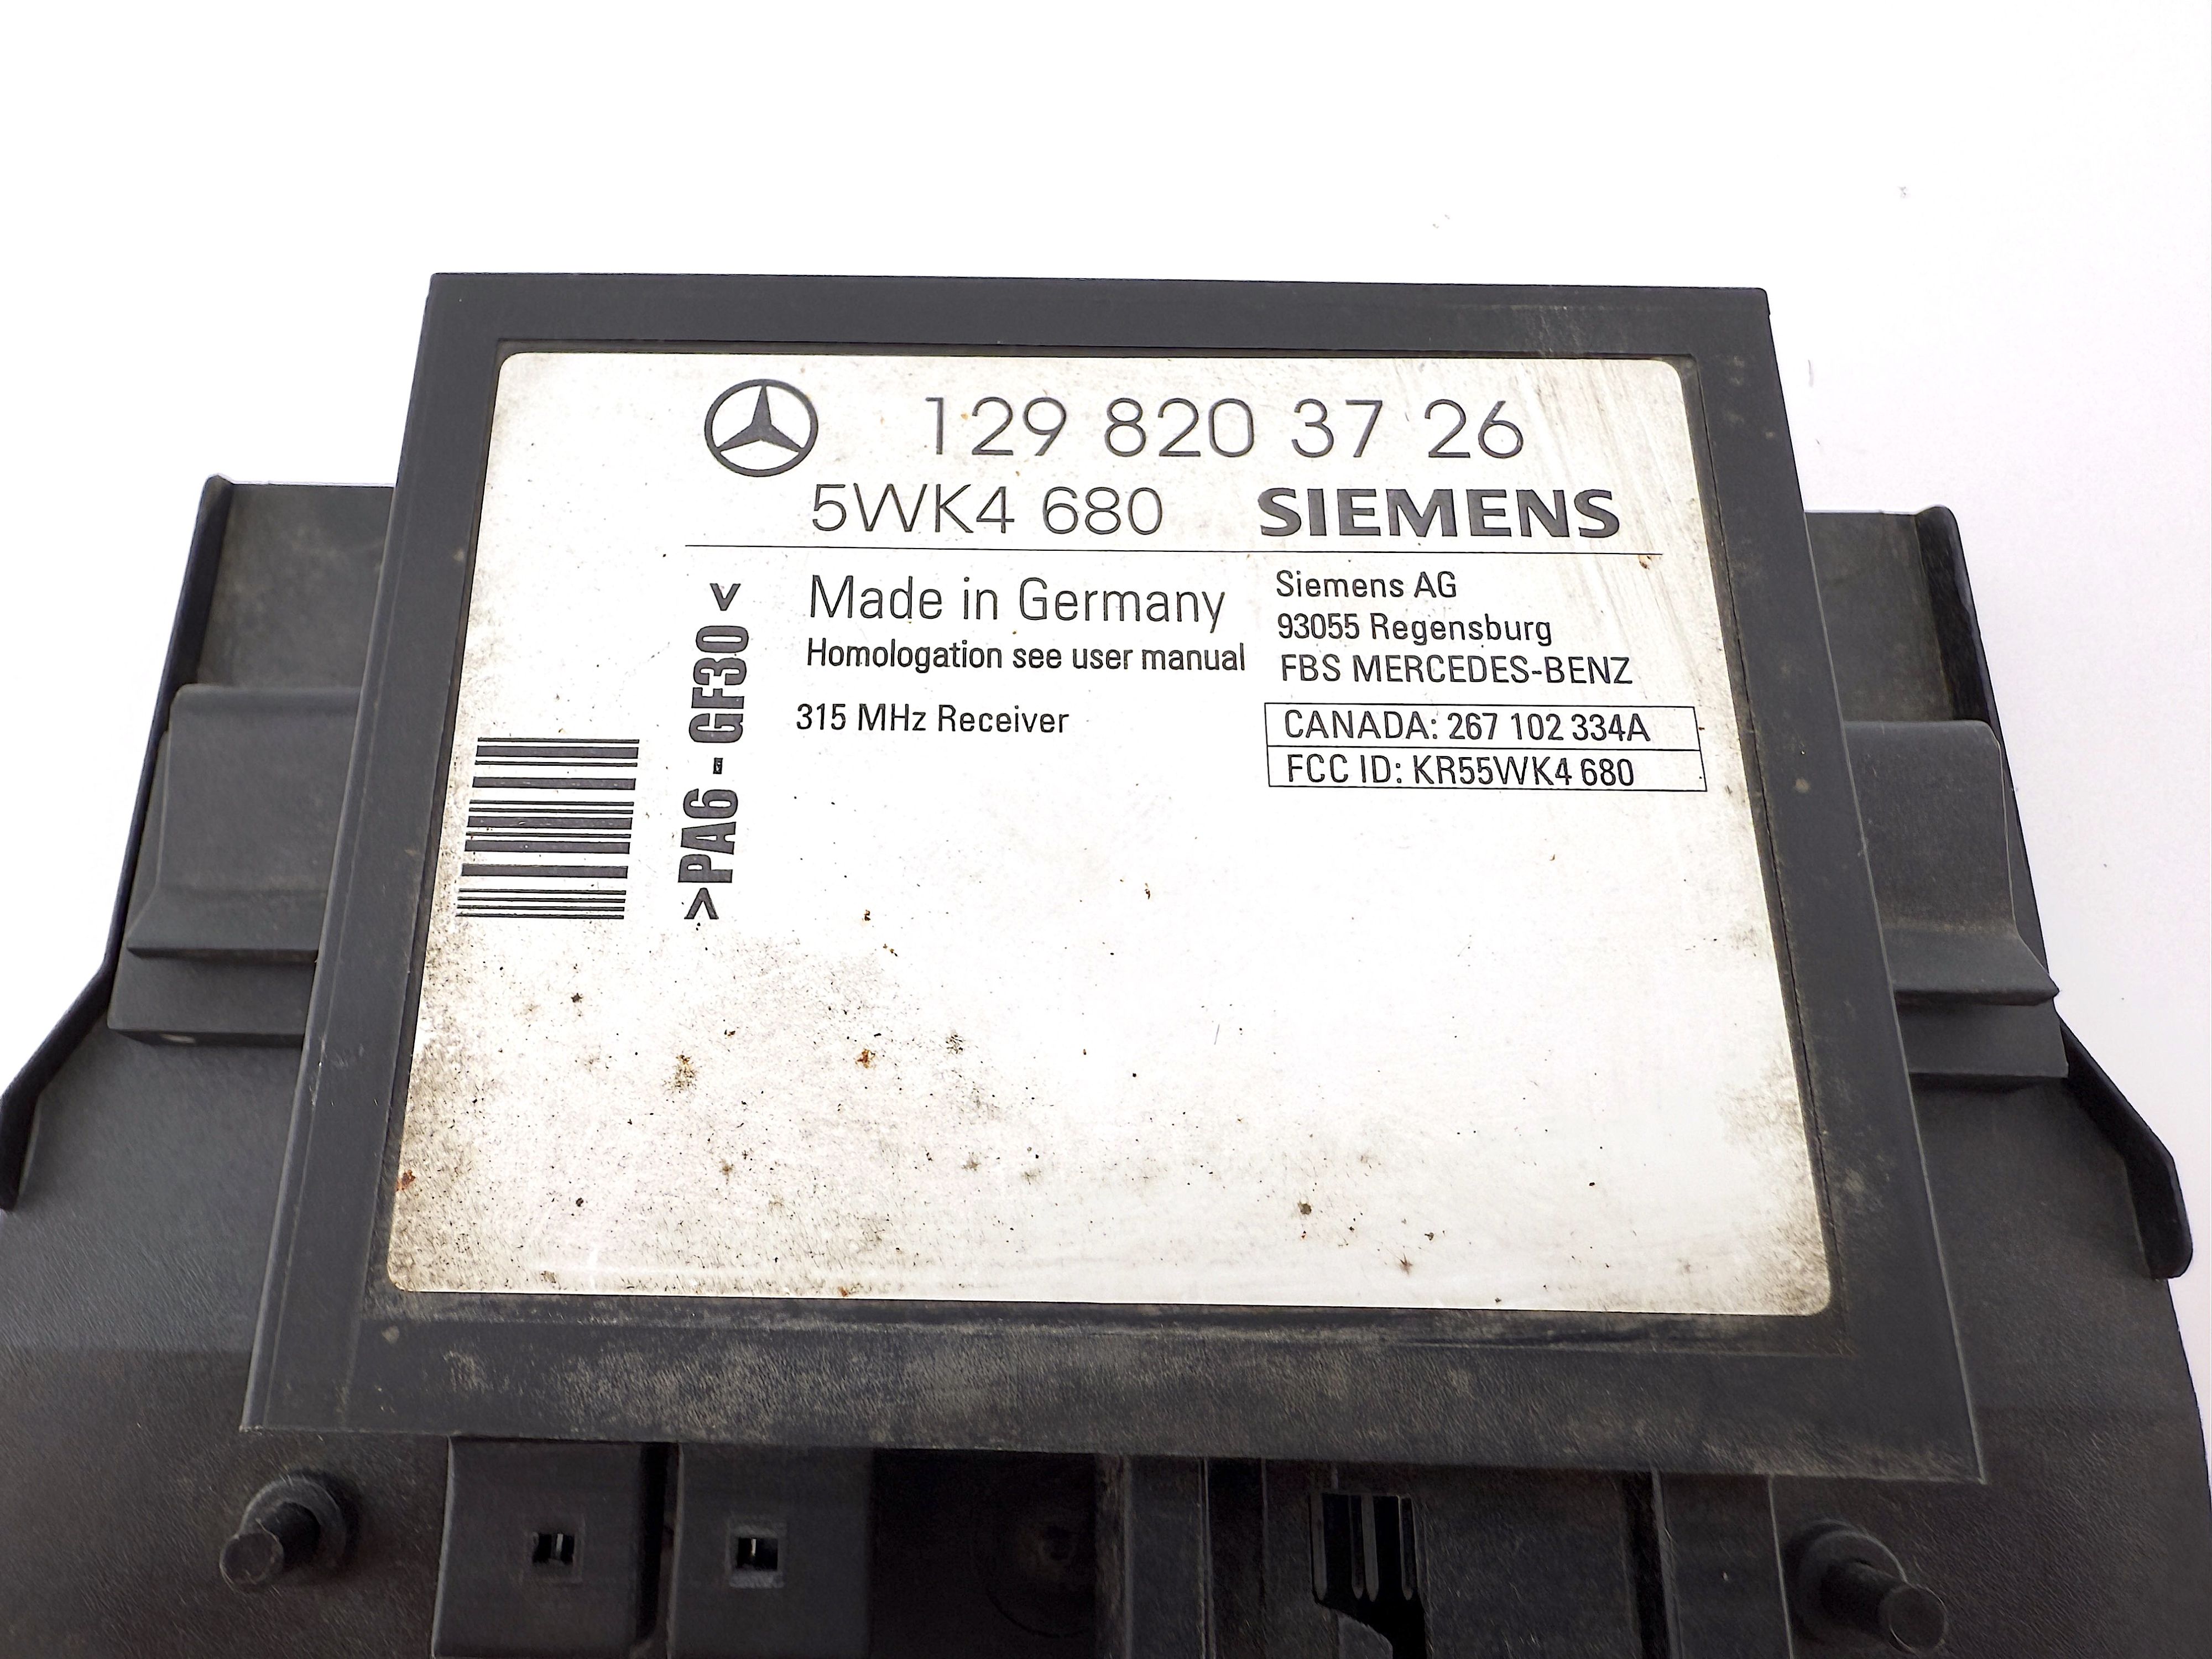 129 820 37 26
5WK4 680 SIEMENS
Made in Germany
Homologation see user manual
315 MHz Receiver
Siemens AG
93055 Regensburg
FBS MERCEDES-BENZ
CANADA: 267 102 334A
FCC ID: KR55WK4 680
>PA6-GF30<